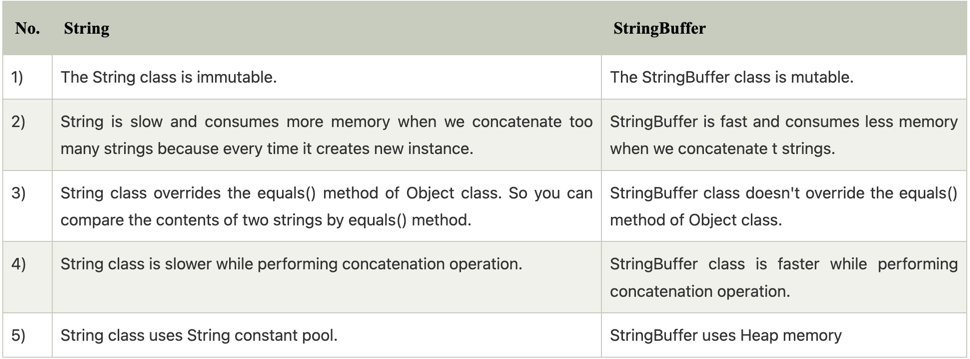 No. String StringBuffer
1) The String class is immutable. The StringBuffer class is mutable.
2) String is slow and consumes more memory when we concatenate too StringBuffer is fast and consumes less memory
many strings because every time it creates new instance. when we concatenate t strings.
3) String class overrides the equals() method of Object class. So you can StringBuffer class doesn't override the equals()
compare the contents of two strings by equals() method. method of Object class.
4) String class is slower while performing concatenation operation. StringBuffer class is faster while performing
concatenation operation.
5) String class uses String constant pool. StringBuffer uses Heap memory